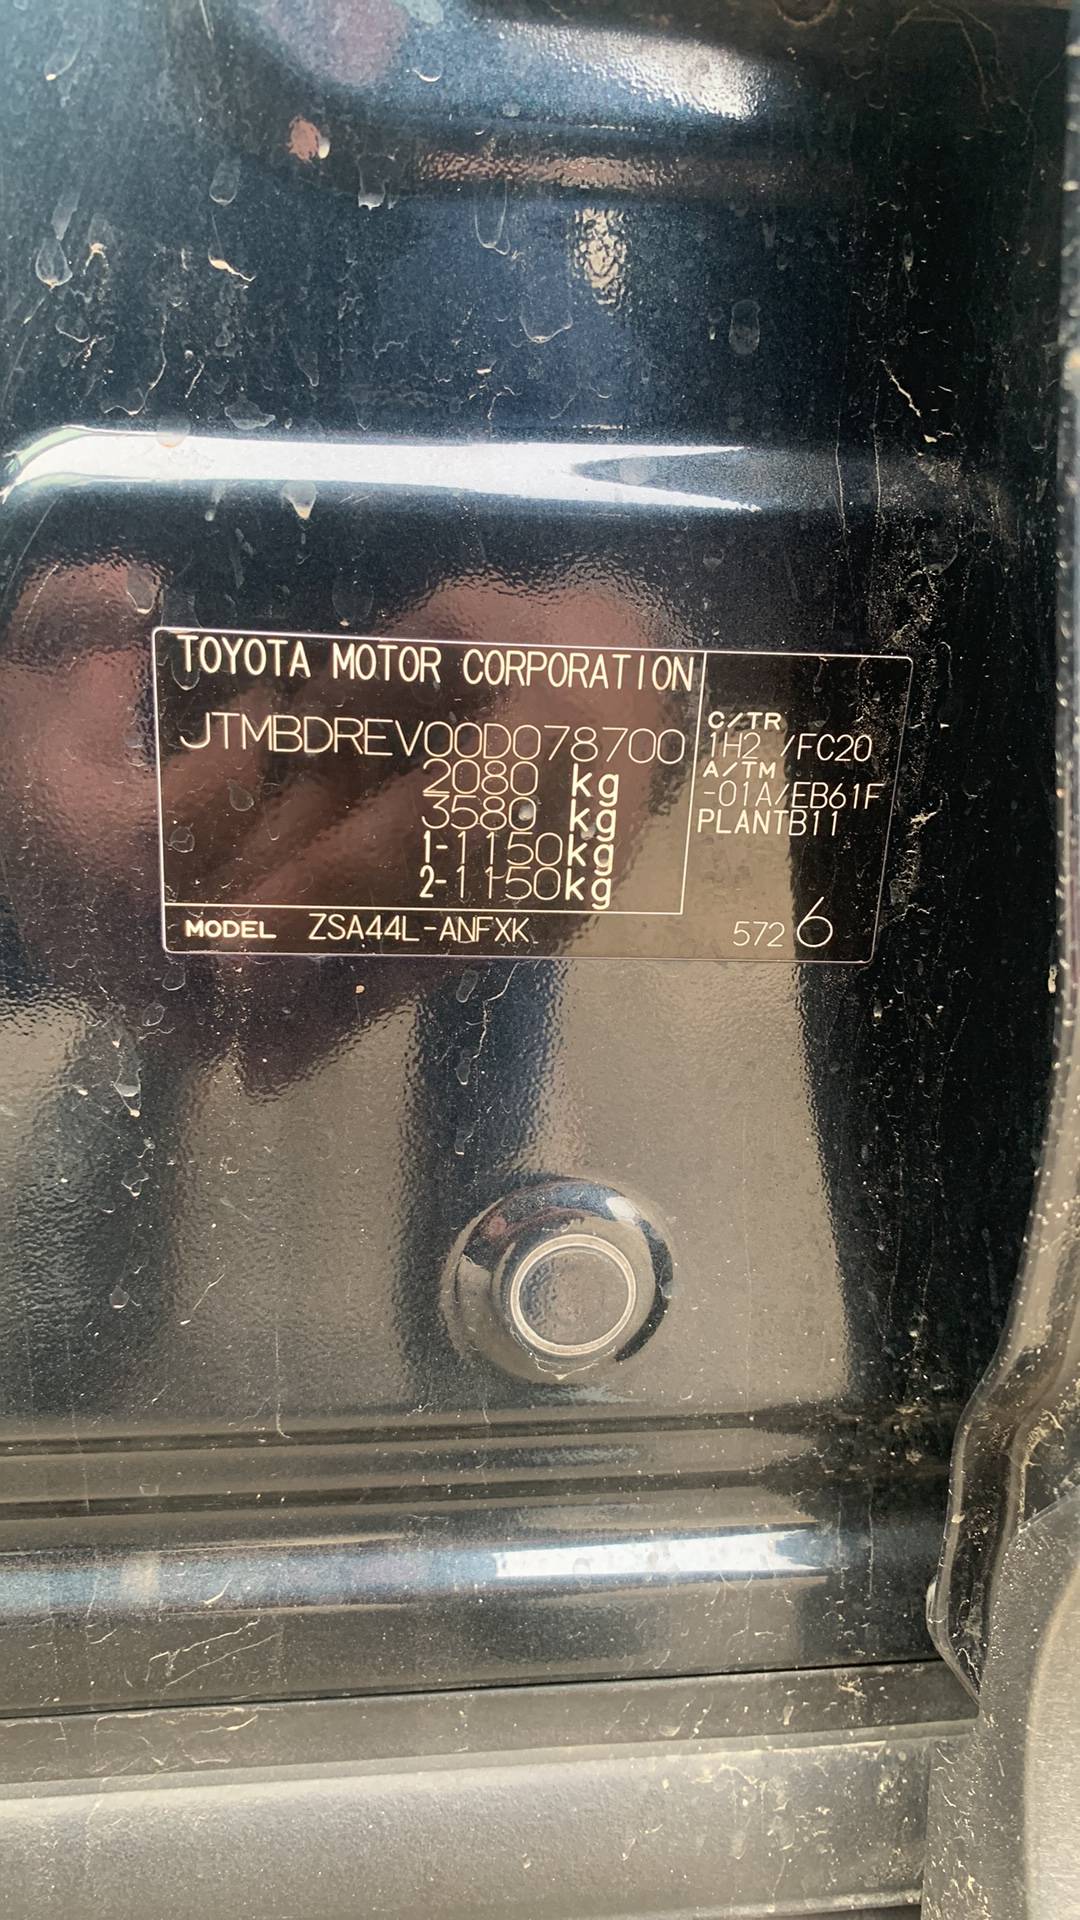 TOYOTA MOTOR CORPORATION
JTMBDREV00D078700
2080 kg
3580 kg
1-1150kg
2-1150kg
C/TR
1H2 /FC20
A/TM
-01A/EB61F
PLANTB11
MODEL ZSA44L-ANFXK
572 6